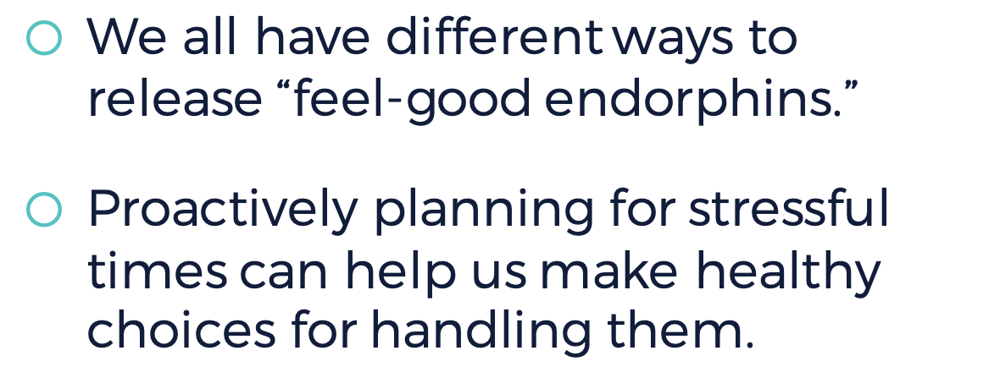 We all have different ways to
release “feel-good endorphins.”
Proactively planning for stressful
times can help us make healthy
choices for handling them.